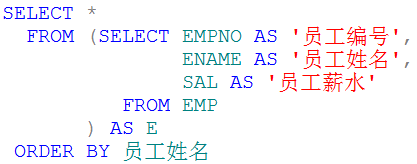 SELECT *
FROM (SELECT EMPNO AS '员工编号',
ENAME AS '员工姓名',
SAL AS '员工薪水'
FROM EMP
) AS E
ORDER BY 员工姓名